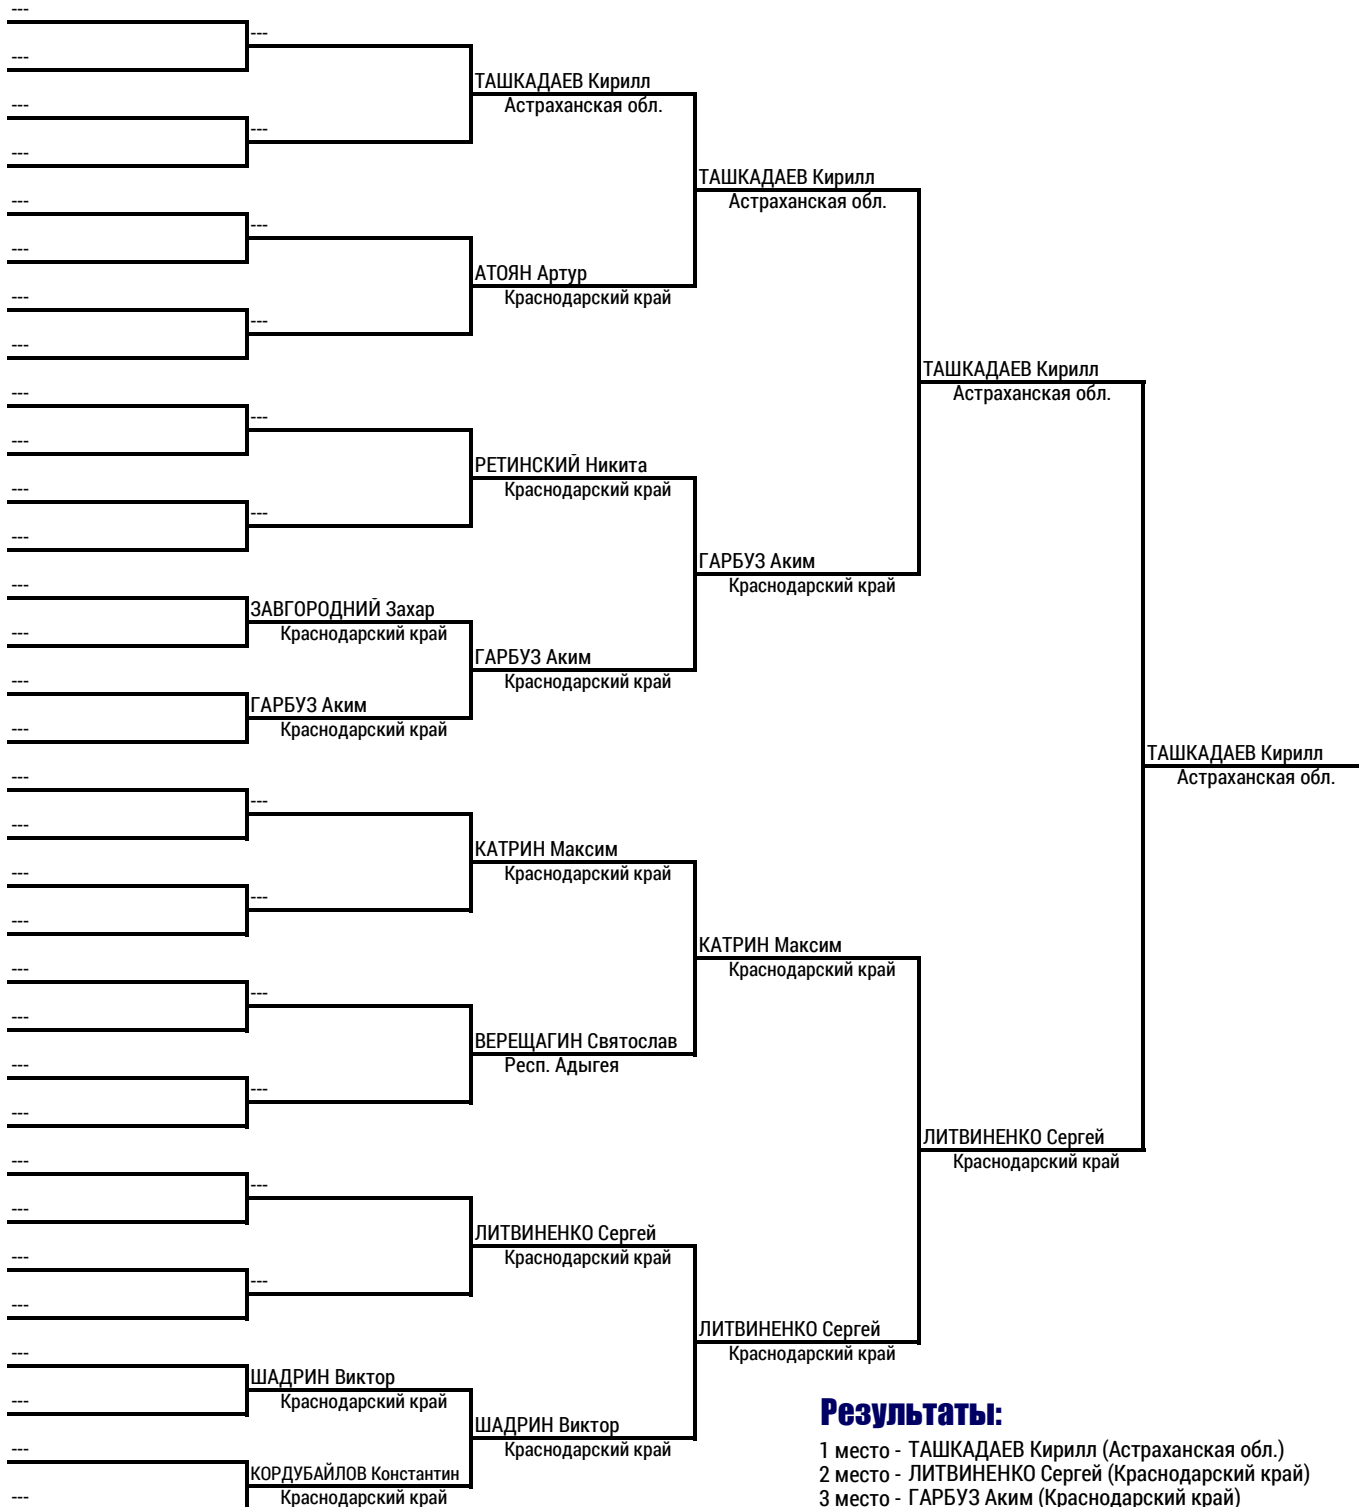 ---
---
---
ТАШКАДАЕВ Кирилл
Астраханская обл.
---
---
---
ТАШКАДАЕВ Кирилл
Астраханская обл.
---
---
---
АТОЯН Артур
Краснодарский край
---
---
---
ТАШКАДАЕВ Кирилл
Астраханская обл.
---
---
---
РЕТИНСКИЙ Никита
Краснодарский край
---
---
---
ГАРБУЗ Аким
Краснодарский край
---
ЗАВГОРОДНИЙ Захар
Краснодарский край
---
ГАРБУЗ Аким
Краснодарский край
---
ГАРБУЗ Аким
Краснодарский край
---
ТАШКАДАЕВ Кирилл
Астраханская обл.
---
---
---
КАТРИН Максим
Краснодарский край
---
---
---
КАТРИН Максим
Краснодарский край
---
---
---
ВЕРЕЩАГИН Святослав
Респ. Адыгея
---
---
---
ЛИТВИНЕНКО Сергей
Краснодарский край
---
---
---
ЛИТВИНЕНКО Сергей
Краснодарский край
---
---
---
ЛИТВИНЕНКО Сергей
Краснодарский край
---
ШАДРИН Виктор
Краснодарский край
---
ШАДРИН Виктор
Краснодарский край
---
КОРДУБАЙЛОВ Константин
Краснодарский край
---
Результаты:
1 место - ТАШКАДАЕВ Кирилл (Астраханская обл.)
2 место - ЛИТВИНЕНКО Сергей (Краснодарский край)
3 место - ГАРБУЗ Аким (Краснодарский край)